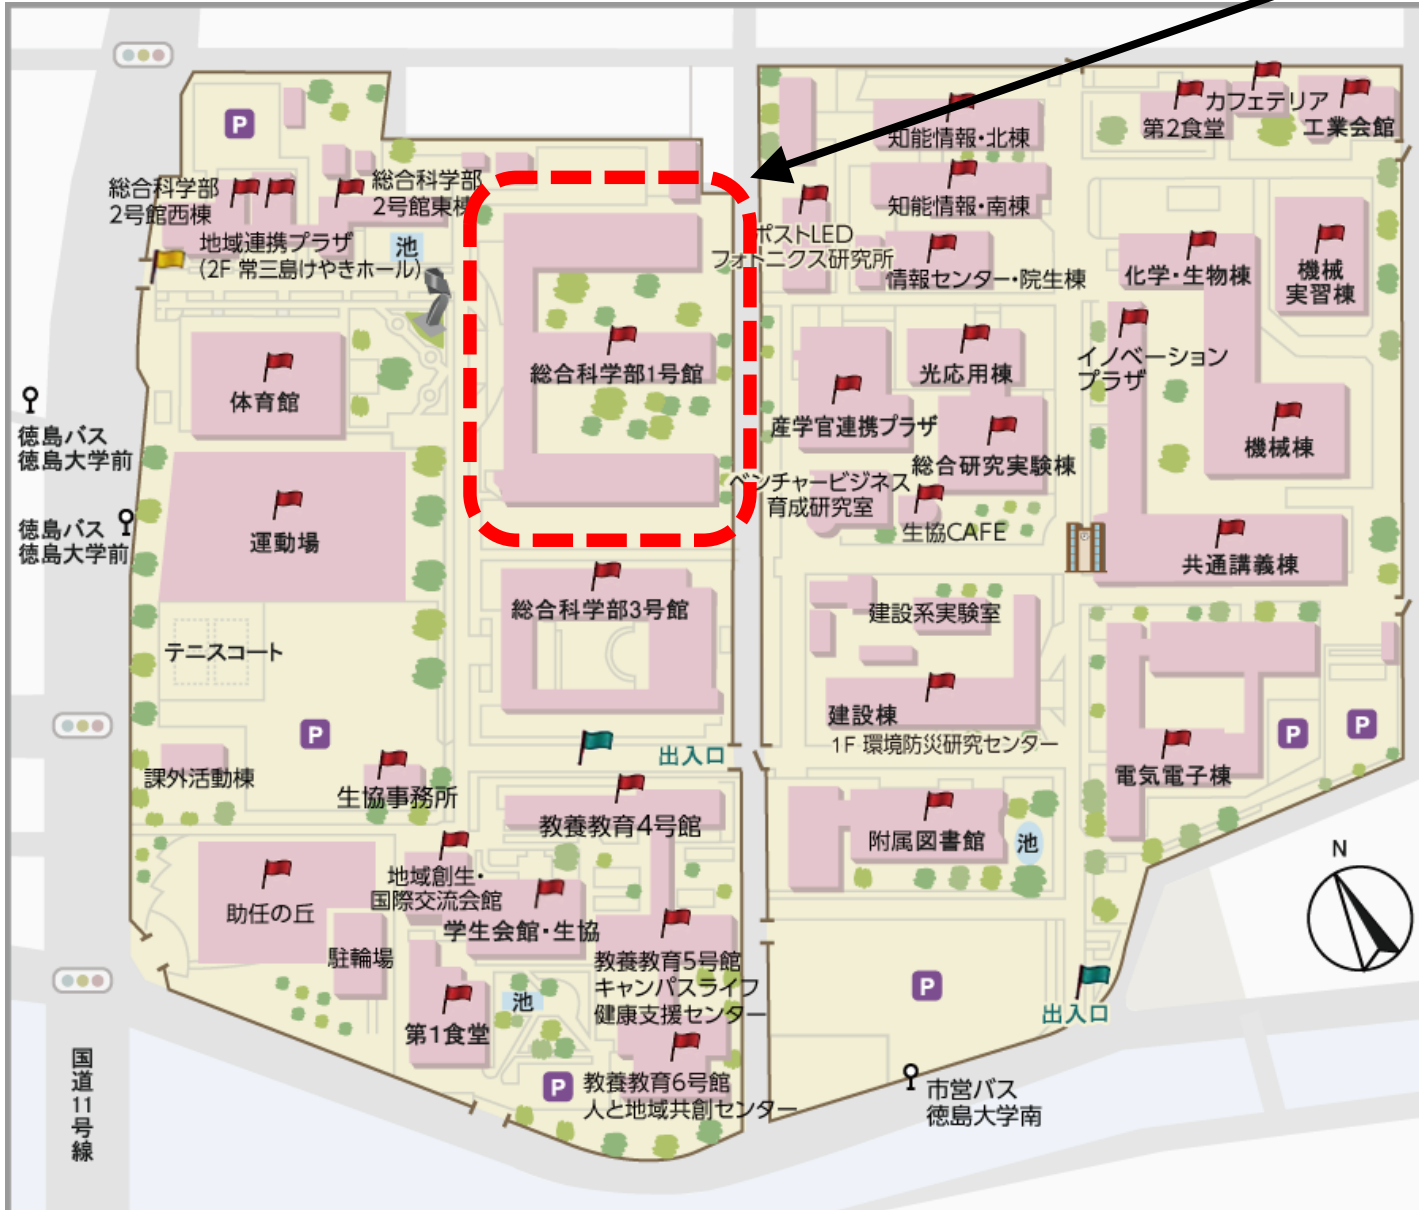 P
カフェテリア
第2食堂
工業会館
知能情報・北棟
総合科学部
2号館西棟
総合科学部
2号館東棟
知能情報・南棟
地域連携プラザ
(2F 常三島けやきホール)
池
ポストLED
フォトニクス研究所
情報センター・院生棟
化学・生物棟
機械
実習棟
体育館
総合科学部1号館
光応用棟
イノベーション
プラザ
徳島バス
徳島大学前
産学官連携プラザ
総合研究実験棟
機械棟
ベンチャービジネス
育成研究室
徳島バス
徳島大学前
運動場
生協CAFE
共通講義棟
総合科学部3号館
建設系実験室
テニスコート
建設棟
1F 環境防災研究センター
P
出入口
P
P
課外活動棟
生協事務所
電気電子棟
教養教育4号館
附属図書館
池
N
地域創生・
国際交流会館
助任の丘
学生会館・生協
駐輪場
教養教育5号館
キャンパスライフ
健康支援センター
P
池
第1食堂
出入口
国道11号線
P
教養教育6号館
人と地域共創センター
市営バス
徳島大学南